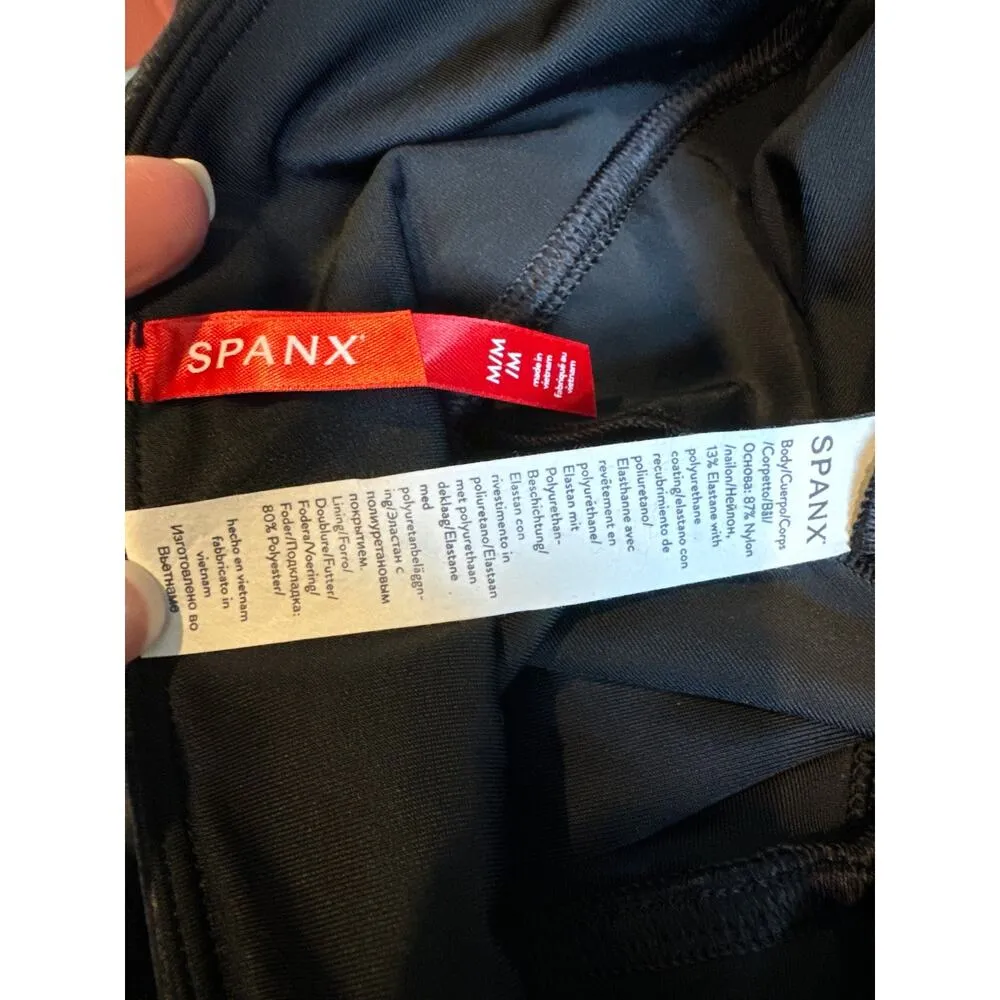 SPANX®
M/M
/M
made in
vietnam
fabriqué au
vietnam
SPANX®
Body/Cuerpo/Corps
/Corpetto/Bål/
Основа: 87% Nylon
/nailon/Нейлон,
13% Elastane with
polyurethane
coating/elastano con
recubrimiento de
poliuretano/
Elasthanne avec
revêtement en
polyuréthane/
Elastan mit
Polyurethan-
Beschichtung/
Elastan con
rivestimento in
poliuretano/Elastaan
met polyurethaan
deklaag/Elastane
med
polyuretanbeläggn-
ing/Эластан с
полиуретановым
покрытием.
Lining/Forro/
Doublure/Futter/
Fodera/Voering/
Foder/Подкладка:
80% Polyester/
hecho en vietnam
fabbricato in
vietnam
Изготовлено во
Вьетнаме